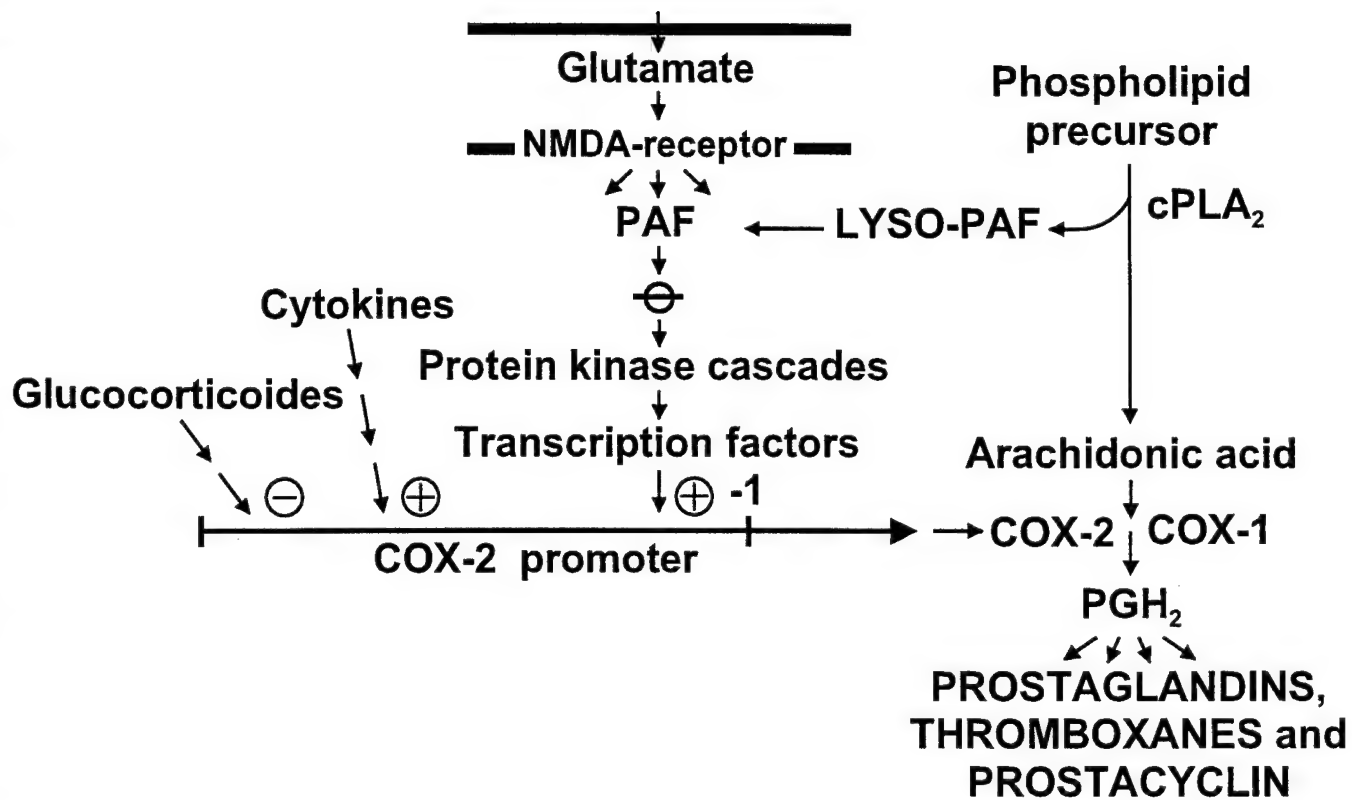 Glutamate
Phospholipid
precursor
NMDA-receptor
cPLA₂
PAF
LYSO-PAF
Cytokines
Protein kinase cascades
Glucocorticoides
Transcription factors
Arachidonic acid
⊖
⊕
⊕ -1
COX-2 COX-1
COX-2 promoter
PGH₂
PROSTAGLANDINS,
THROMBOXANES and
PROSTACYCLIN